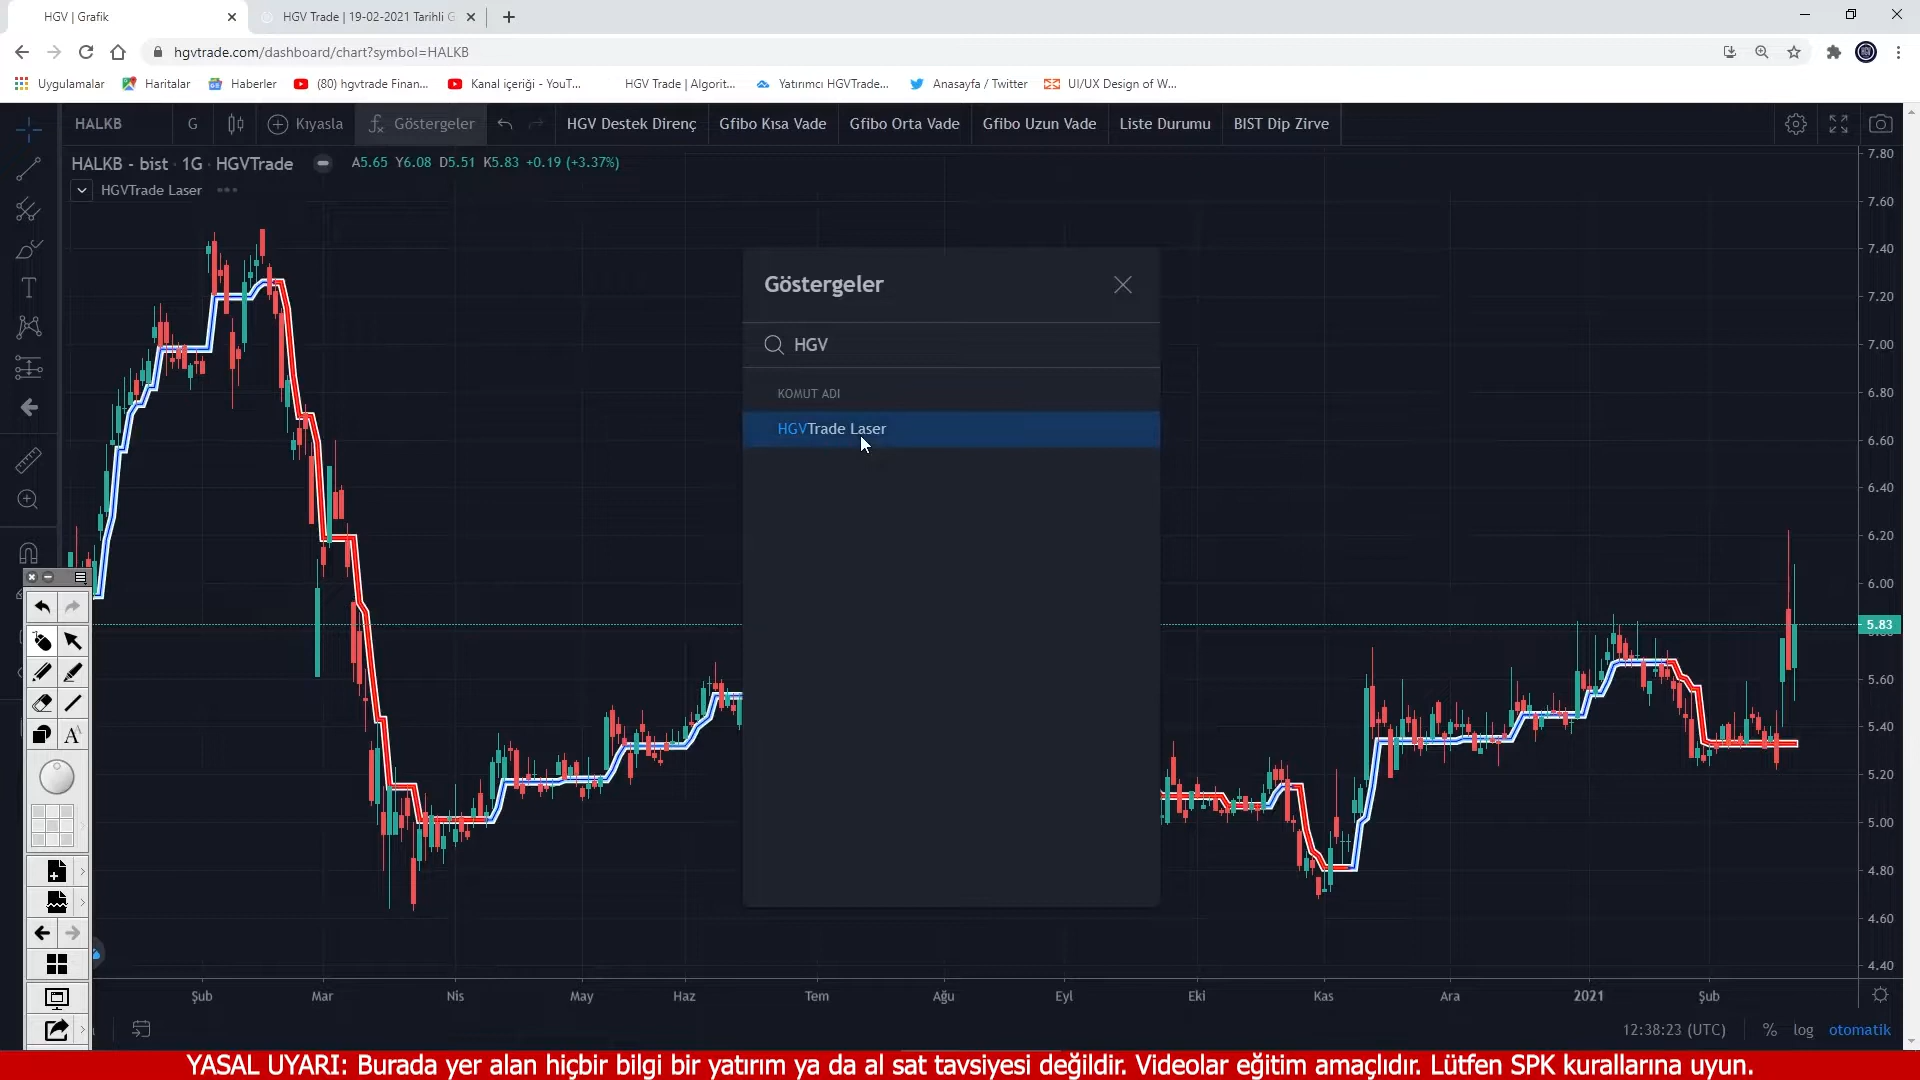 HGV | Grafik
HGV Trade | 19-02-2021 Tarihli G
hgvtrade.com/dashboard/chart?symbol=HALKB
Uygulamalar
Haritalar
Haberler
(80) hgvtrade Finan...
Kanal içeriği - YouT...
HGV Trade | Algorit...
Yatırımcı HGVTrade...
Anasayfa / Twitter
UI/UX Design of W...
HALKB
G
Kıyasla
Göstergeler
HGV Destek Direnç
Gfibo Kısa Vade
Gfibo Orta Vade
Gfibo Uzun Vade
Liste Durumu
BIST Dip Zirve
HALKB - bist · 1G · HGVTrade
A5.65 Y6.08 D5.51 K5.83 +0.19 (+3.37%)
HGVTrade Laser
Göstergeler
HGV
KOMUT ADI
HGVTrade Laser
7.80
7.60
7.40
7.20
7.00
6.80
6.60
6.40
6.20
6.00
5.83
5.60
5.40
5.20
5.00
4.80
4.60
4.40
Şub
Mar
Nis
May
Haz
Tem
Ağu
Eyl
Eki
Kas
Ara
2021
Şub
12:38:23 (UTC)
%
log
otomatik
YASAL UYARI: Burada yer alan hiçbir bilgi bir yatırım ya da al sat tavsiyesi değildir. Videolar eğitim amaçlıdır. Lütfen SPK kurallarına uyun.